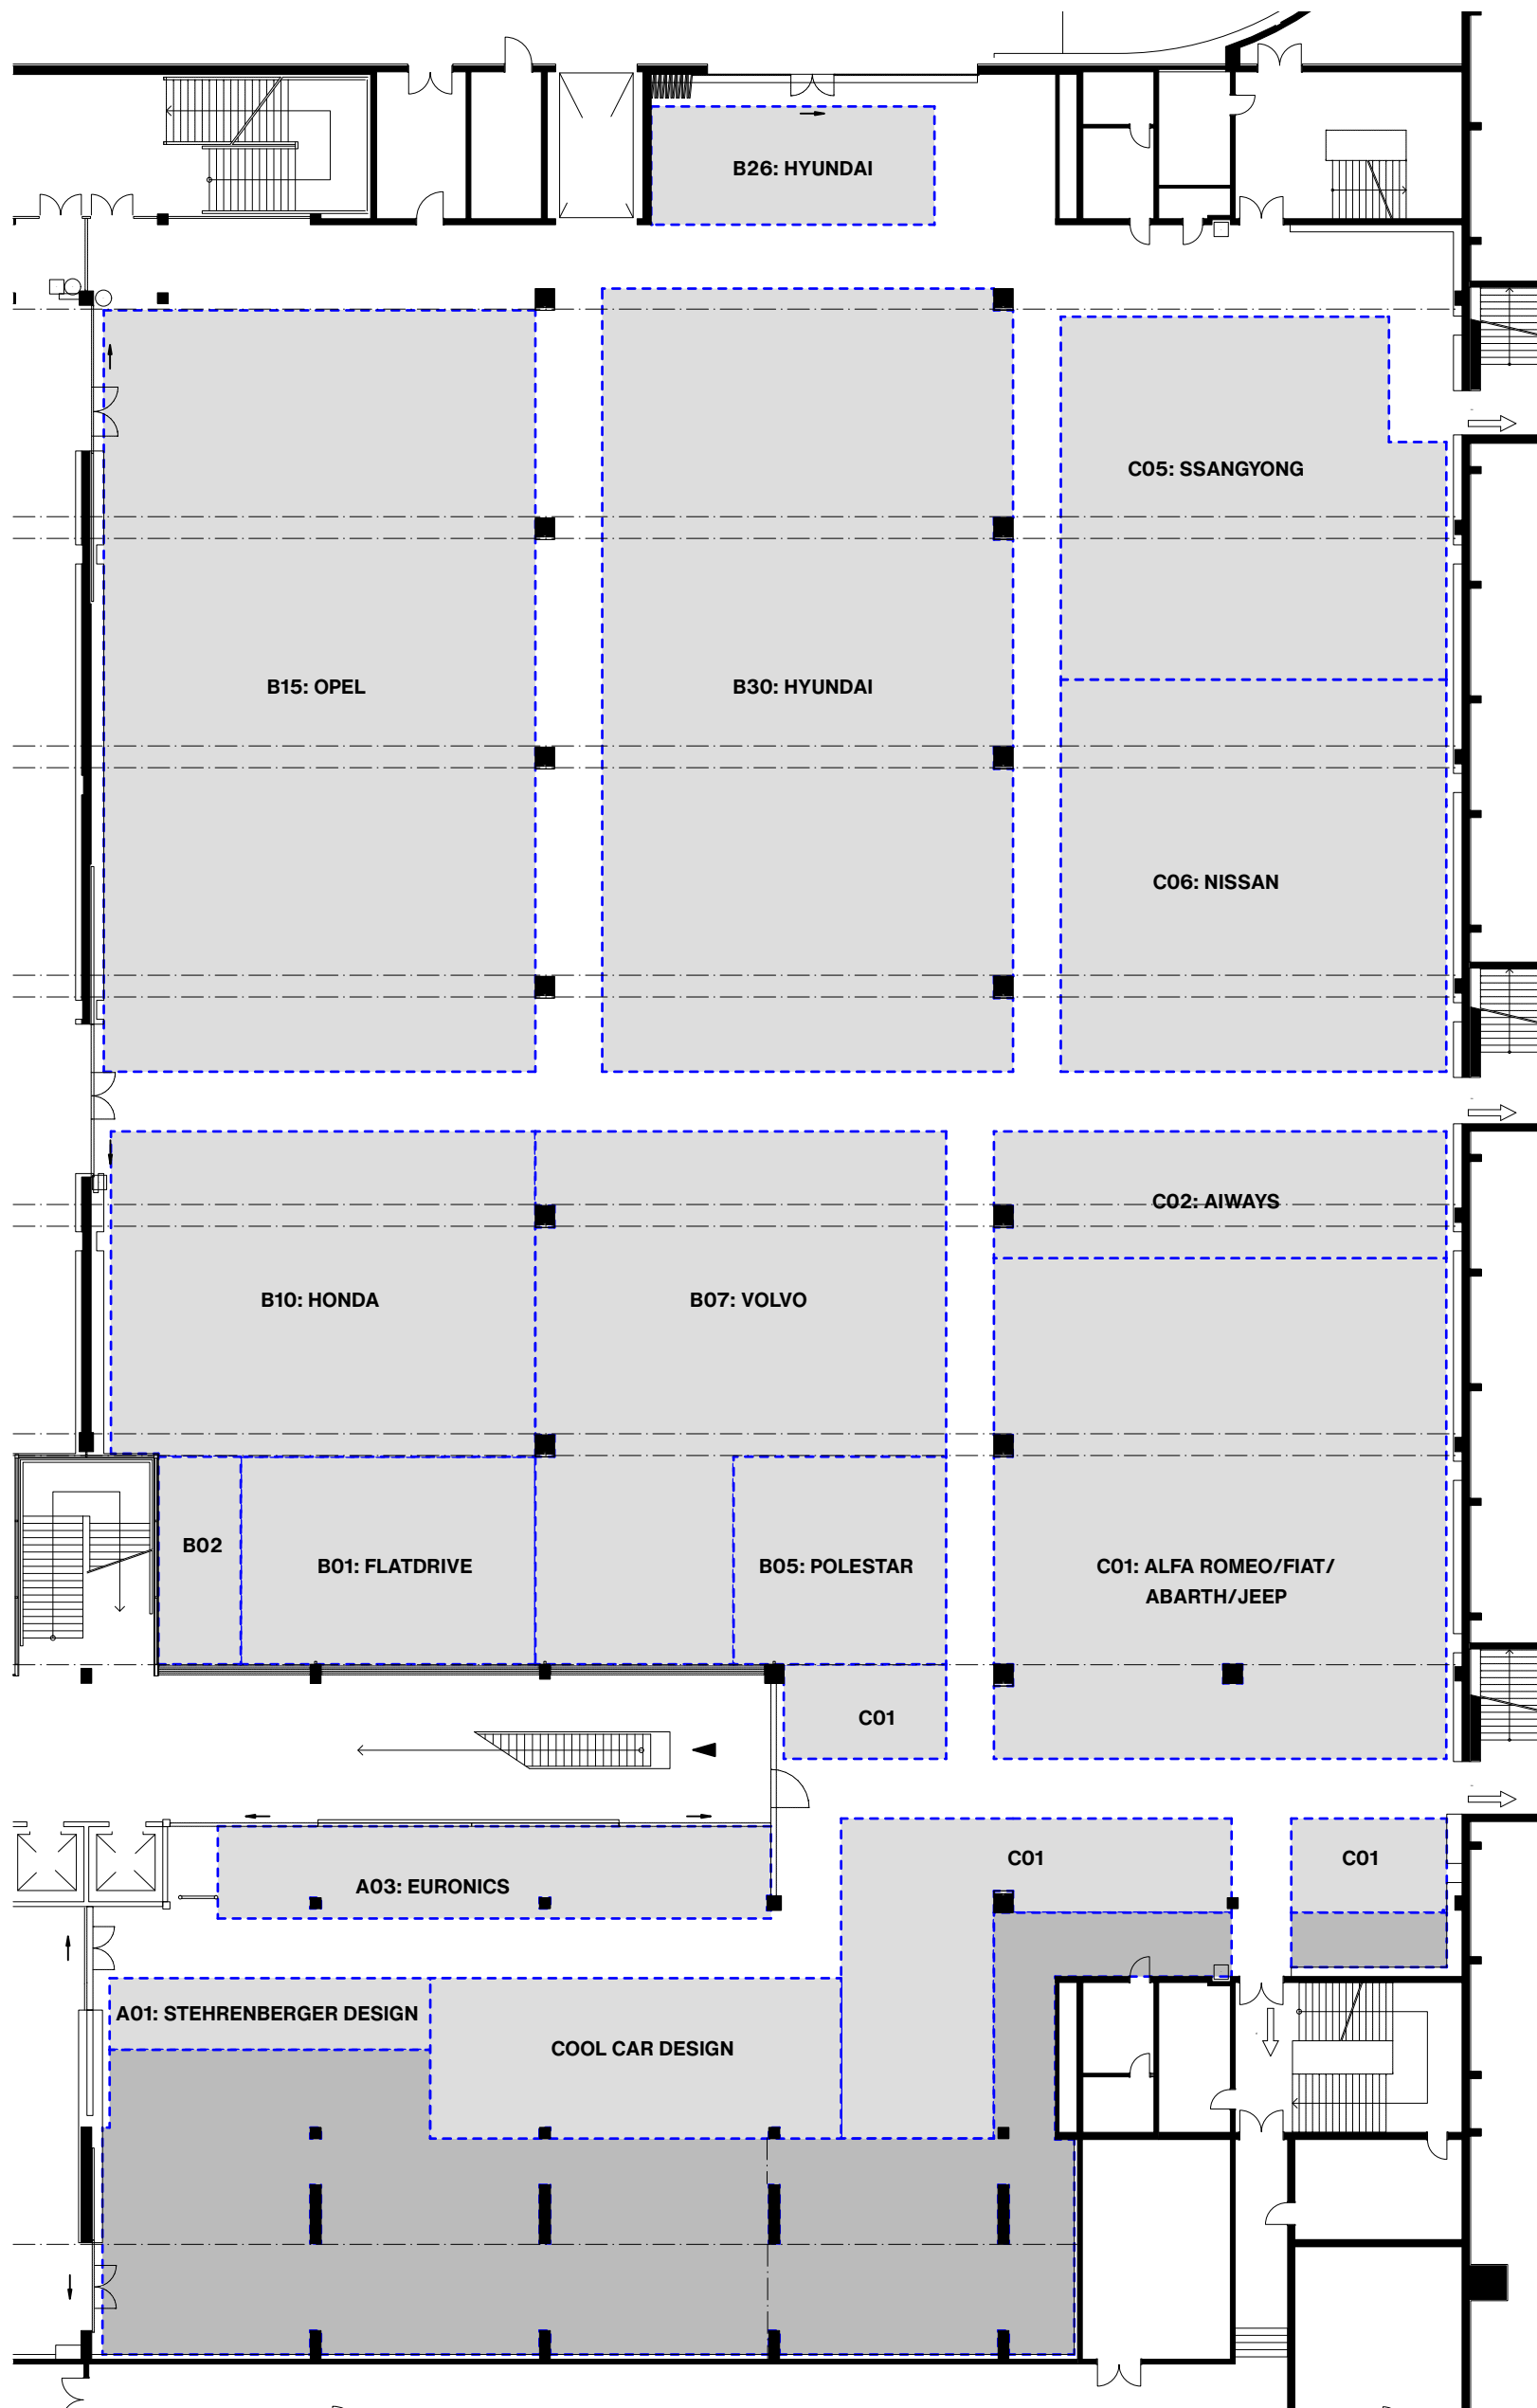 B26: HYUNDAI
C05: SSANGYONG
B15: OPEL
B30: HYUNDAI
C06: NISSAN
C02: AIWAYS
B10: HONDA
B07: VOLVO
B02
B01: FLATDRIVE
B05: POLESTAR
C01: ALFA ROMEO/FIAT/
ABARTH/JEEP
C01
C01
C01
A03: EURONICS
A01: STEHRENBERGER DESIGN
COOL CAR DESIGN